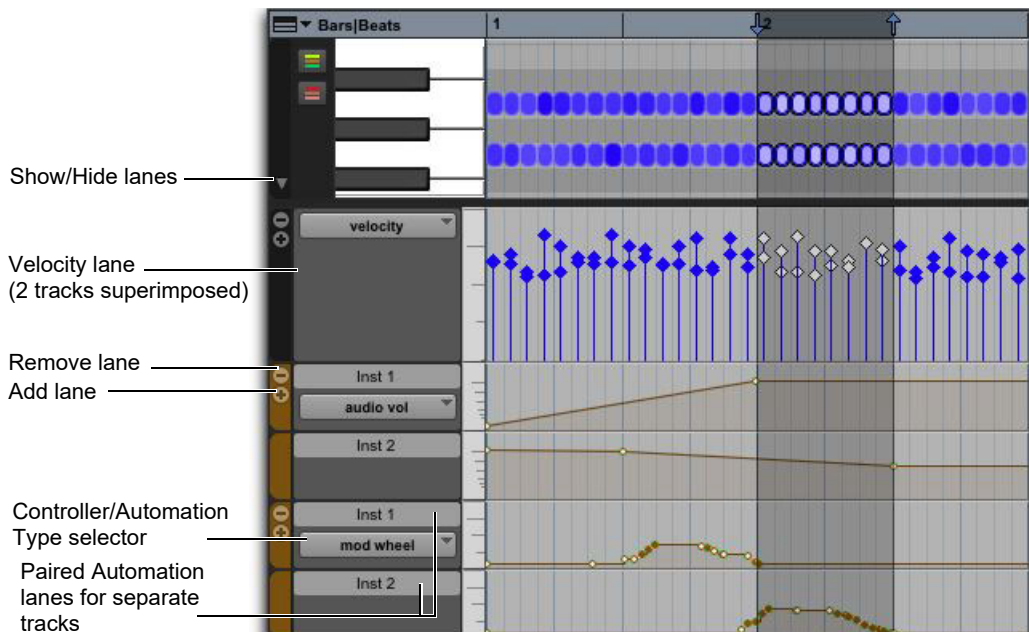 Bars|Beats
1
2
Show/Hide lanes
velocity
Velocity lane
(2 tracks superimposed)
Remove lane
Add lane
Inst 1
audio vol
Inst 2
Controller/Automation
Type selector
Inst 1
mod wheel
Paired Automation
lanes for separate
tracks
Inst 2